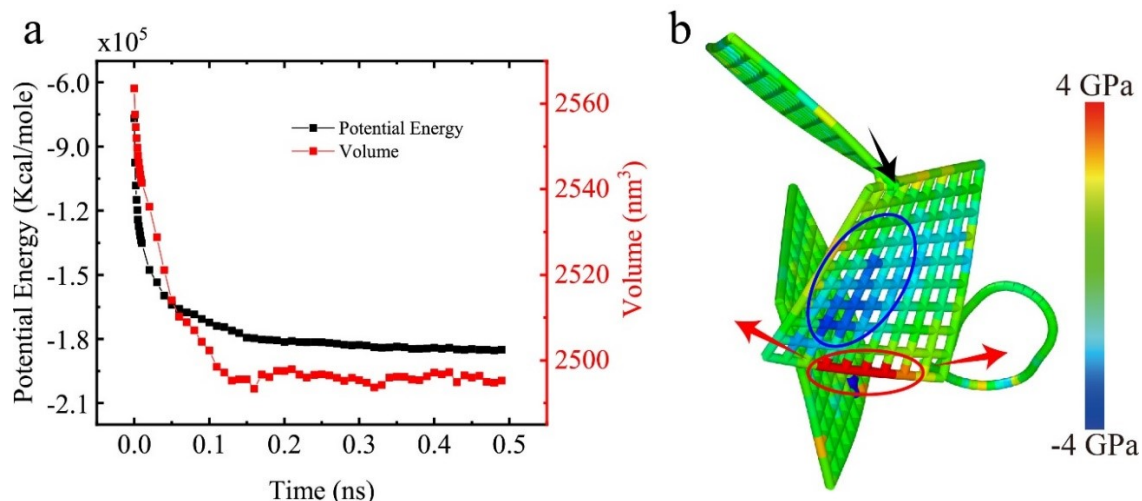 a
x10⁵
-6.0
-9.0
-1.2
-1.5
-1.8
-2.1
Potential Energy (Kcal/mole)
Potential Energy
Volume
2560
2540
2520
2500
Volume (nm³)
0.0 0.1 0.2 0.3 0.4 0.5
Time (ns)
b
4 GPa
-4 GPa